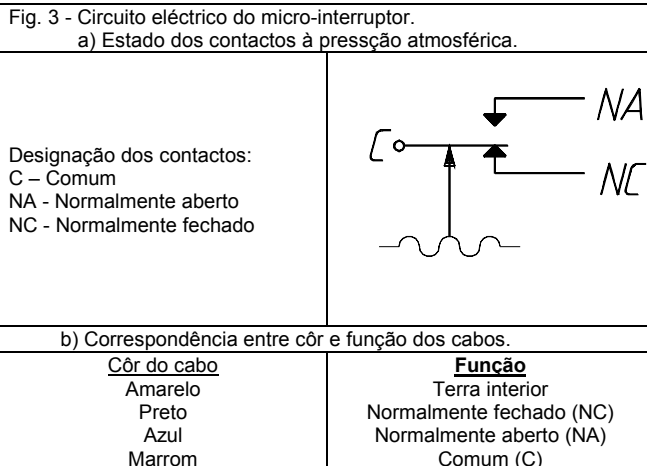 Fig. 3 - Circuito eléctrico do micro-interruptor.
a) Estado dos contactos à pressção atmosférica.
Designação dos contactos:
C – Comum
NA - Normalmente aberto
NC - Normalmente fechado
NA
C
NC
b) Correspondência entre côr e função dos cabos.
Côr do cabo Função
Amarelo Terra interior
Preto Normalmente fechado (NC)
Azul Normalmente aberto (NA)
Marrom Comum (C)